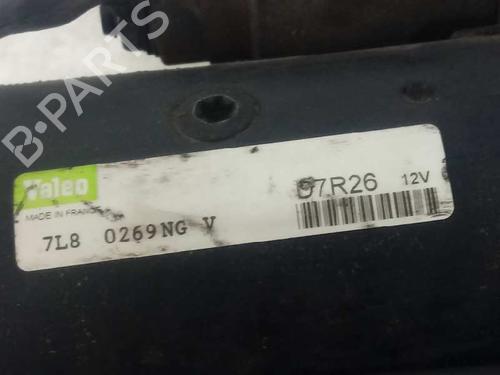 B-PARTS
Valeo
MADE IN FRANCE
D7R26 12V
7L8 0269NG V